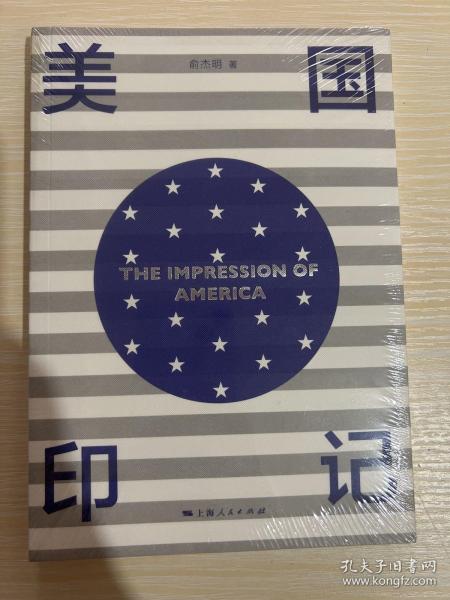 美国
俞杰明 著
THE IMPRESSION OF
AMERICA
印记
上海人民出版社
孔夫子旧书网
www.kongfz.com